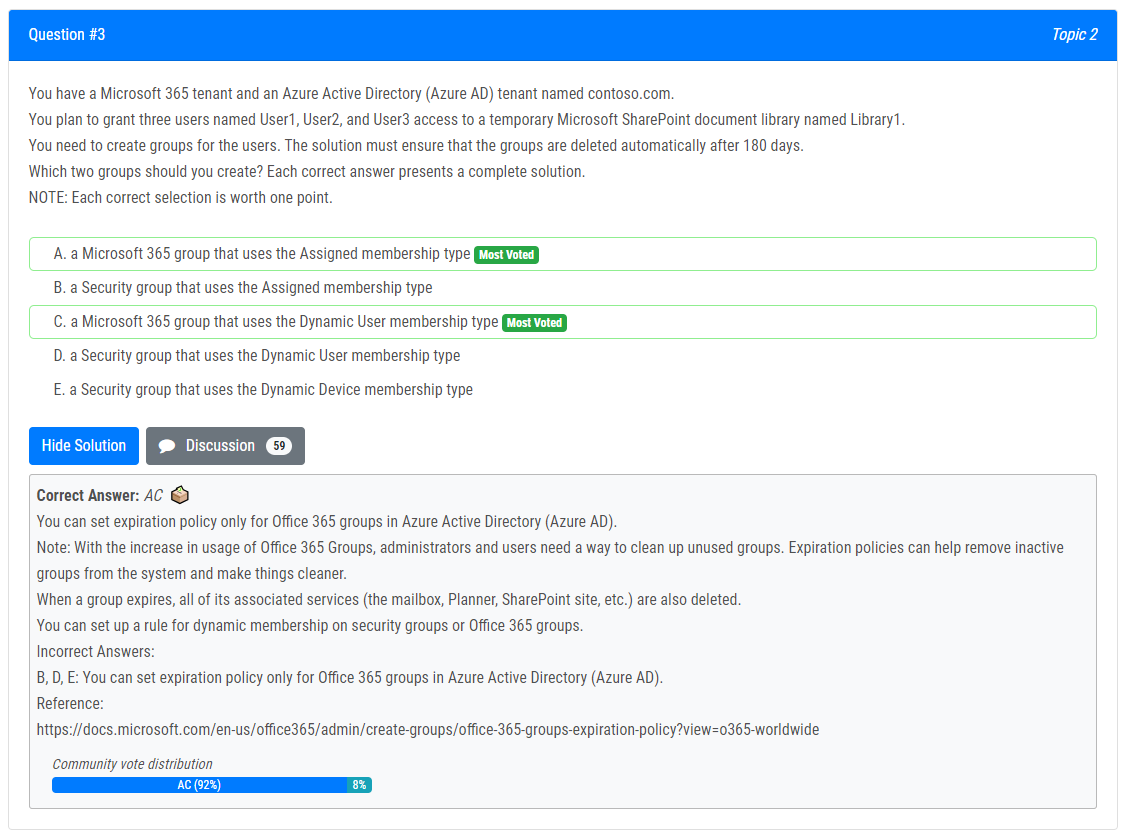 Question #3
Topic 2
You have a Microsoft 365 tenant and an Azure Active Directory (Azure AD) tenant named contoso.com.
You plan to grant three users named User1, User2, and User3 access to a temporary Microsoft SharePoint document library named Library1.
You need to create groups for the users. The solution must ensure that the groups are deleted automatically after 180 days.
Which two groups should you create? Each correct answer presents a complete solution.
NOTE: Each correct selection is worth one point.
A. a Microsoft 365 group that uses the Assigned membership type Most Voted
B. a Security group that uses the Assigned membership type
C. a Microsoft 365 group that uses the Dynamic User membership type Most Voted
D. a Security group that uses the Dynamic User membership type
E. a Security group that uses the Dynamic Device membership type
Hide Solution
Discussion 59
Correct Answer: AC
You can set expiration policy only for Office 365 groups in Azure Active Directory (Azure AD).
Note: With the increase in usage of Office 365 Groups, administrators and users need a way to clean up unused groups. Expiration policies can help remove inactive
groups from the system and make things cleaner.
When a group expires, all of its associated services (the mailbox, Planner, SharePoint site, etc.) are also deleted.
You can set up a rule for dynamic membership on security groups or Office 365 groups.
Incorrect Answers:
B, D, E: You can set expiration policy only for Office 365 groups in Azure Active Directory (Azure AD).
Reference:
https://docs.microsoft.com/en-us/office365/admin/create-groups/office-365-groups-expiration-policy?view=o365-worldwide
Community vote distribution
AC (92%)
8%